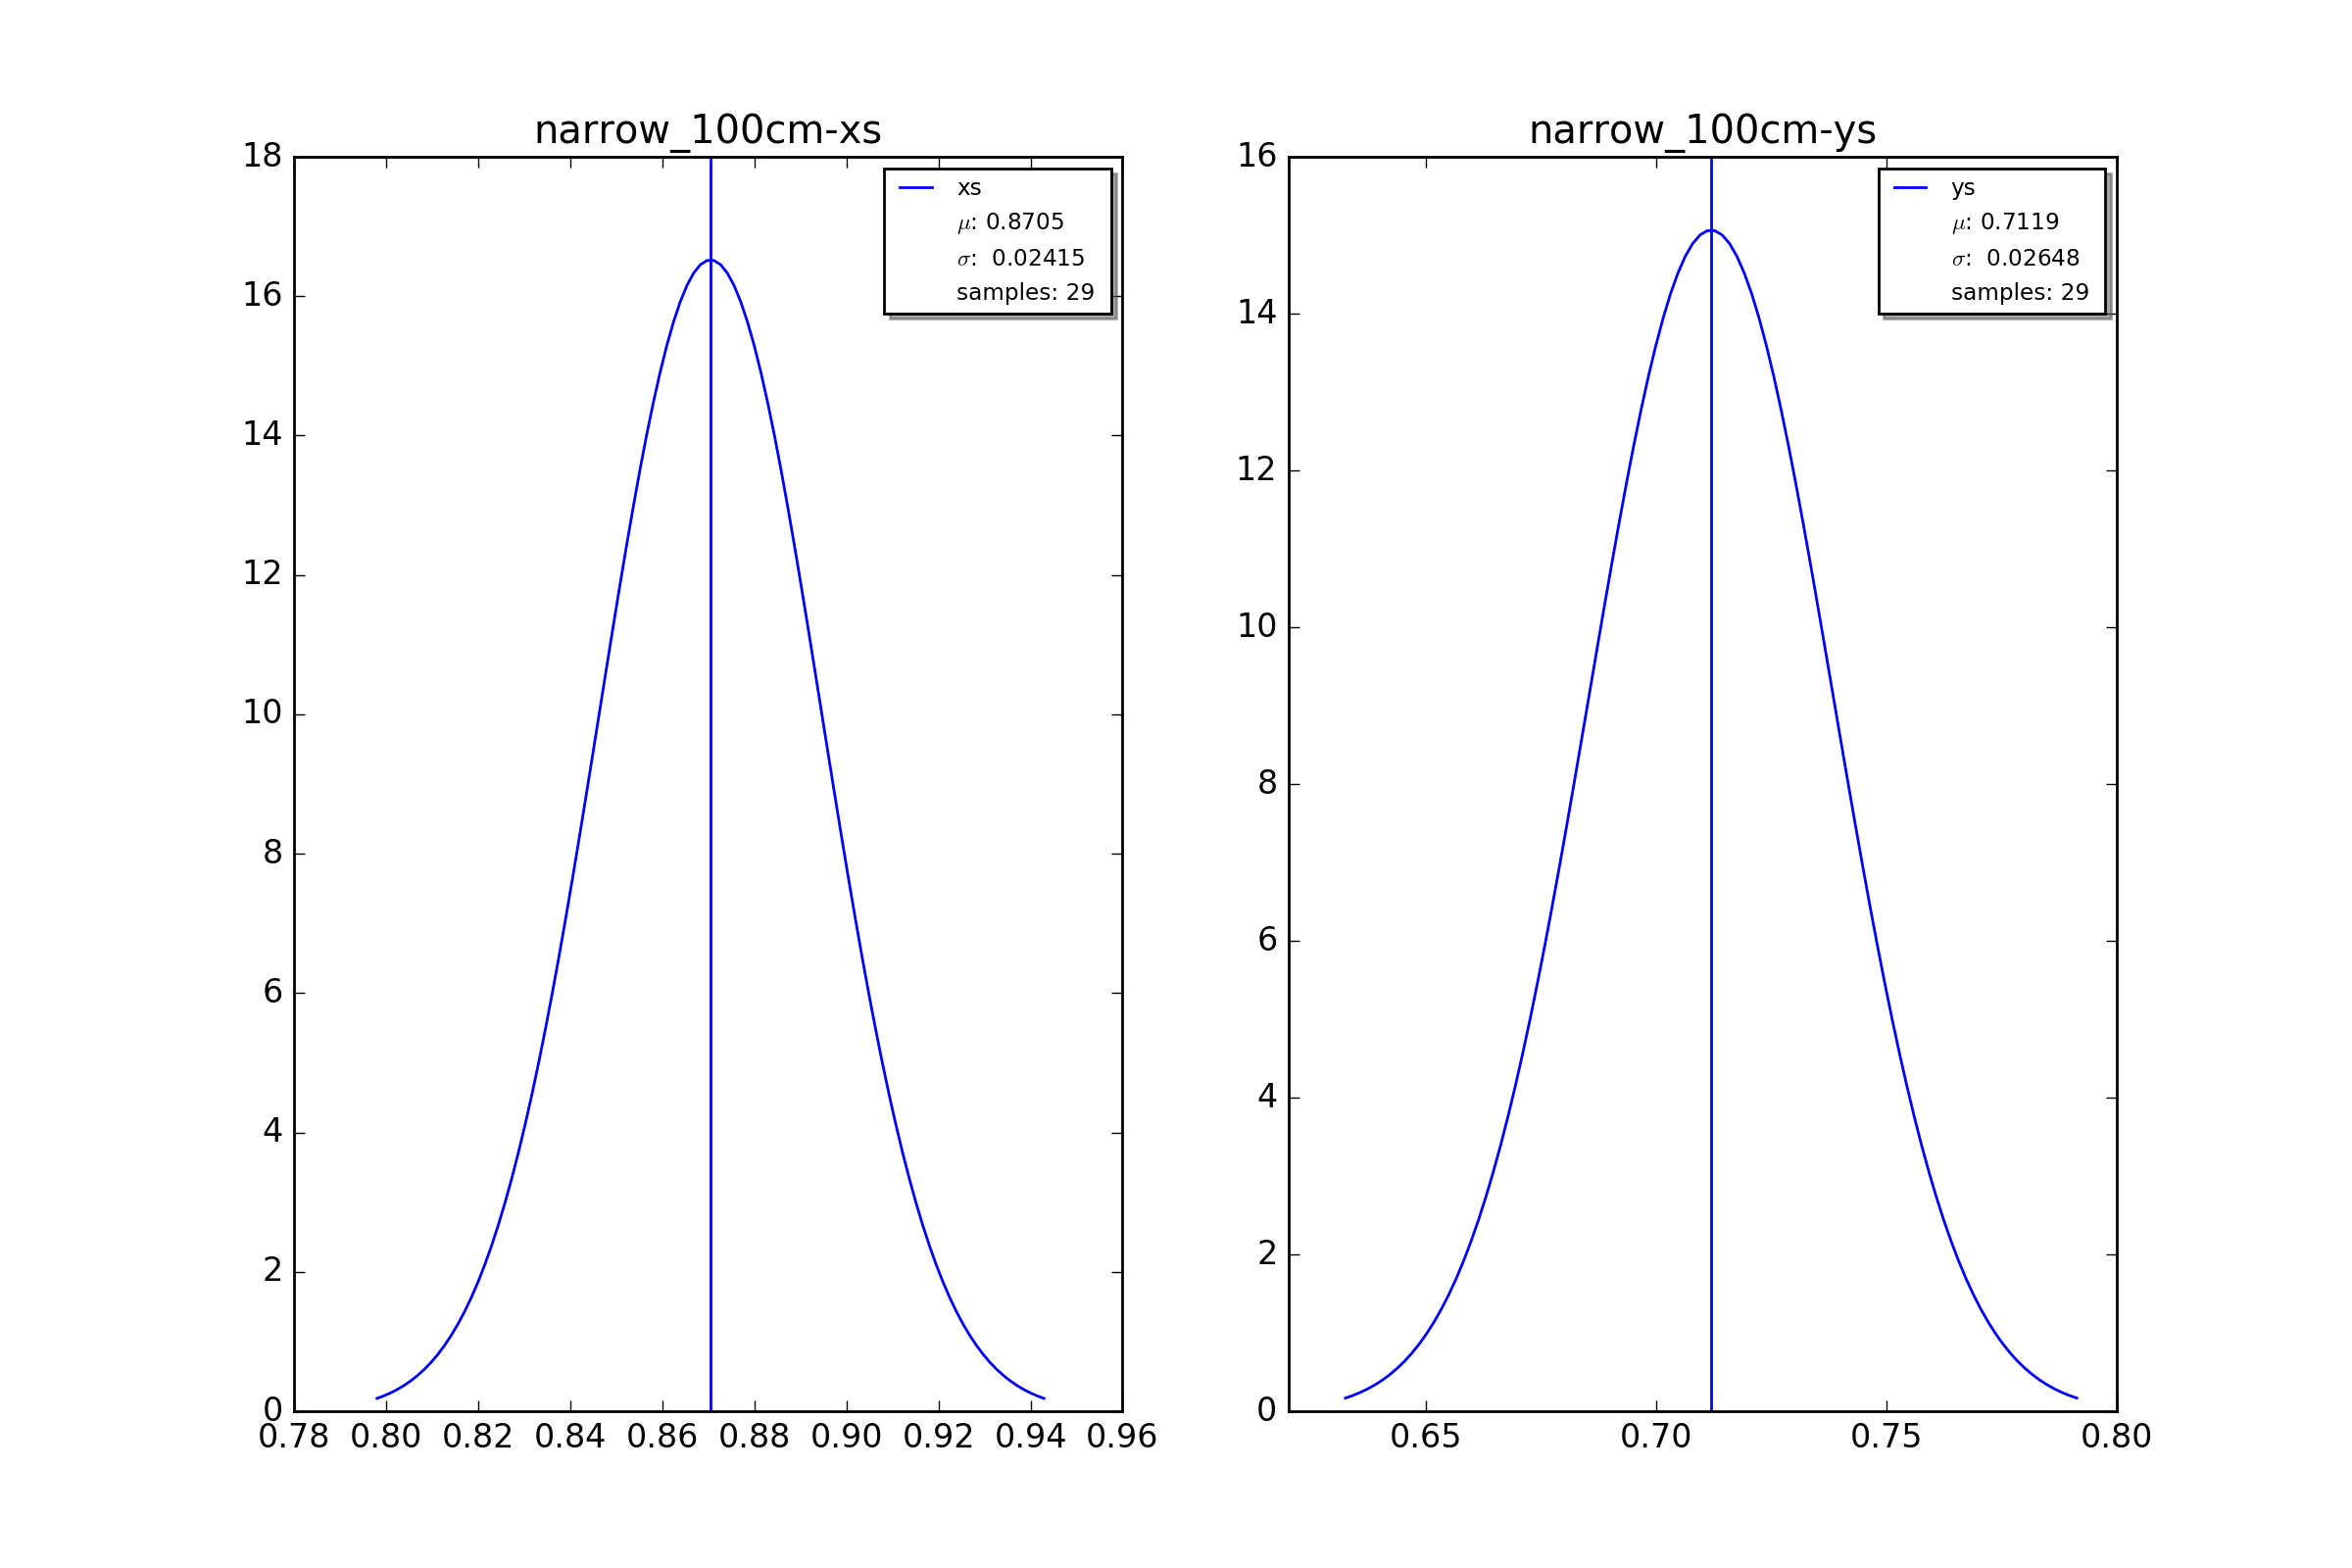 narrow_100cm-xs
18
16
14
12
10
8
6
4
2
0
0.78 0.80 0.82 0.84 0.86 0.88 0.90 0.92 0.94 0.96
xs
μ: 0.8705
σ: 0.02415
samples: 29
narrow_100cm-ys
16
14
12
10
8
6
4
2
0
0.65 0.70 0.75 0.80
ys
μ: 0.7119
σ: 0.02648
samples: 29